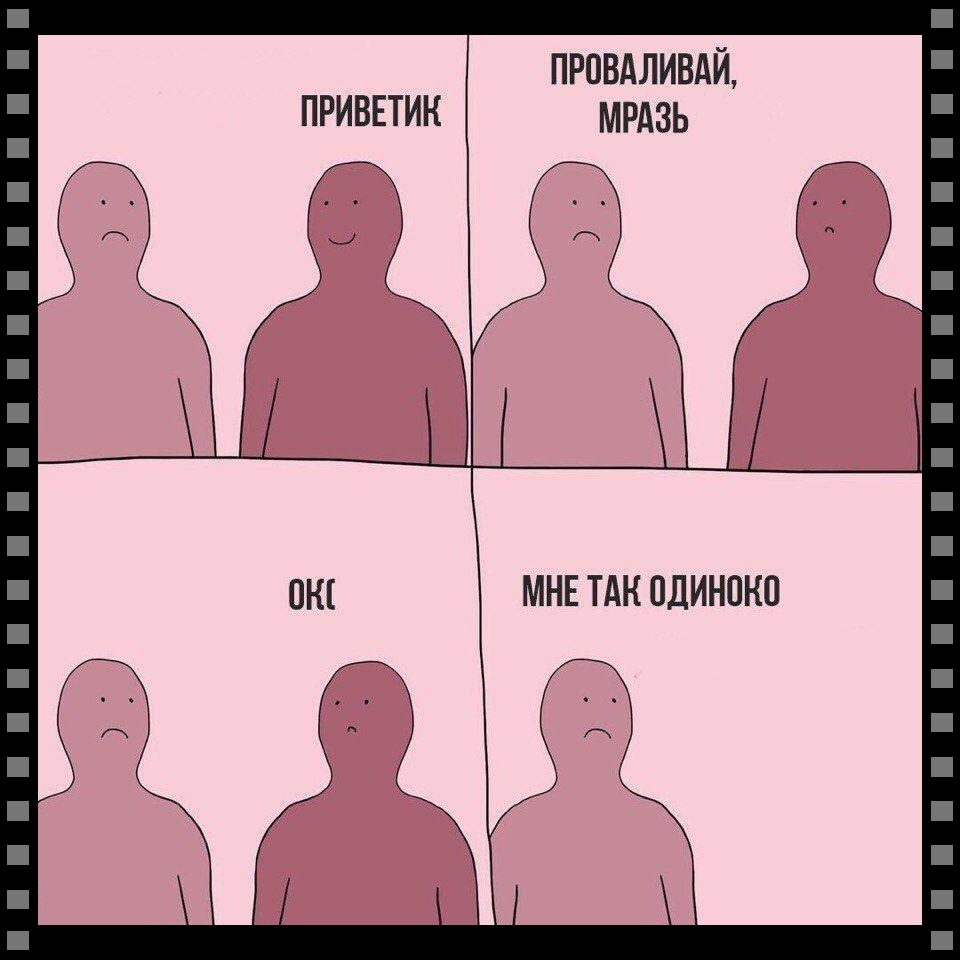 ПРИВЕТИК
ПРОВАЛИВАЙ,
МРАЗЬ
ОК(
МНЕ ТАК ОДИНОКО